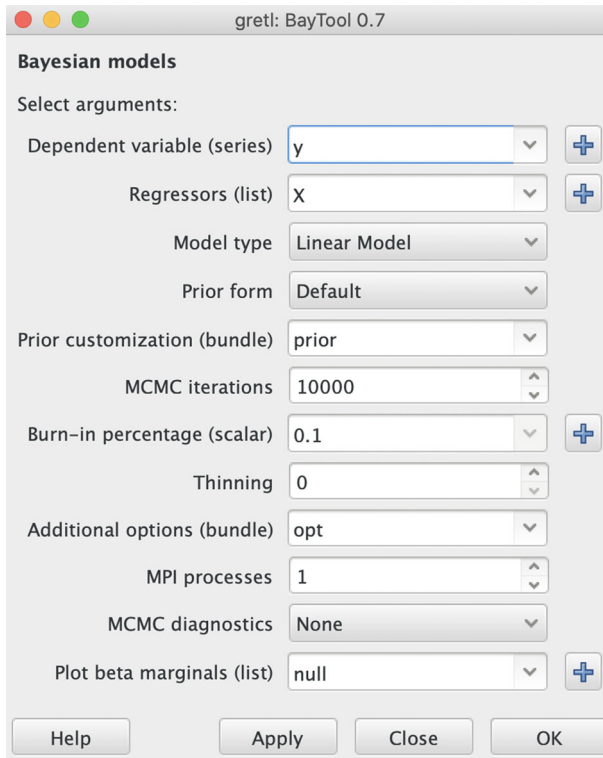 gretl: BayTool 0.7
Bayesian models
Select arguments:
Dependent variable (series) y
Regressors (list) X
Model type Linear Model
Prior form Default
Prior customization (bundle) prior
MCMC iterations 10000
Burn-in percentage (scalar) 0.1
Thinning 0
Additional options (bundle) opt
MPI processes 1
MCMC diagnostics None
Plot beta marginals (list) null
Help Apply Close OK